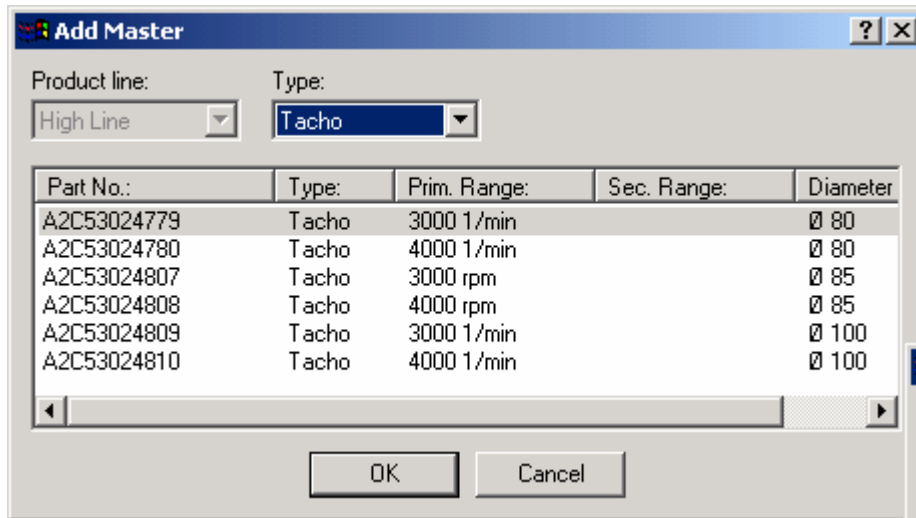 Add Master
Product line: Type:
High Line Tacho
Part No.: Type: Prim. Range: Sec. Range: Diameter
A2C53024779 Tacho 3000 1/min Ø 80
A2C53024780 Tacho 4000 1/min Ø 80
A2C53024807 Tacho 3000 rpm Ø 85
A2C53024808 Tacho 4000 rpm Ø 85
A2C53024809 Tacho 3000 1/min Ø 100
A2C53024810 Tacho 4000 1/min Ø 100
OK Cancel